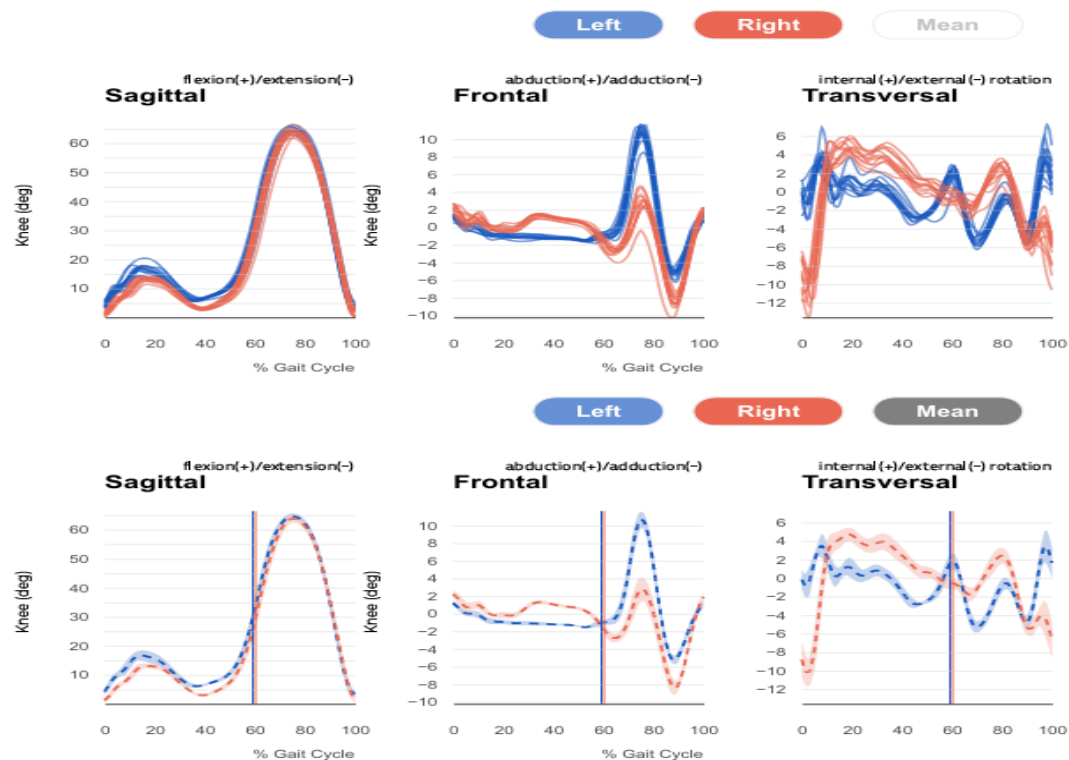 Left Right Mean
flexion(+)/extension(-) abduction(+)/adduction(-) internal(+)/external(-) rotation
Sagittal Frontal Transversal
Knee (deg)
60
50
40
30
20
10
0 20 40 60 80 100
% Gait Cycle
Knee (deg)
10
8
6
4
2
0
−2
−4
−6
−8
−10
0 20 40 60 80 100
% Gait Cycle
6
4
2
0
−2
−4
−6
−8
−10
−12
0 20 40 60 80 100
Left Right Mean
flexion(+)/extension(-) abduction(+)/adduction(-) internal(+)/external(-) rotation
Sagittal Frontal Transversal
Knee (deg)
60
50
40
30
20
10
0 20 40 60 80 100
% Gait Cycle
Knee (deg)
10
8
6
4
2
0
−2
−4
−6
−8
−10
0 20 40 60 80 100
% Gait Cycle
6
4
2
0
−2
−4
−6
−8
−10
−12
0 20 40 60 80 100